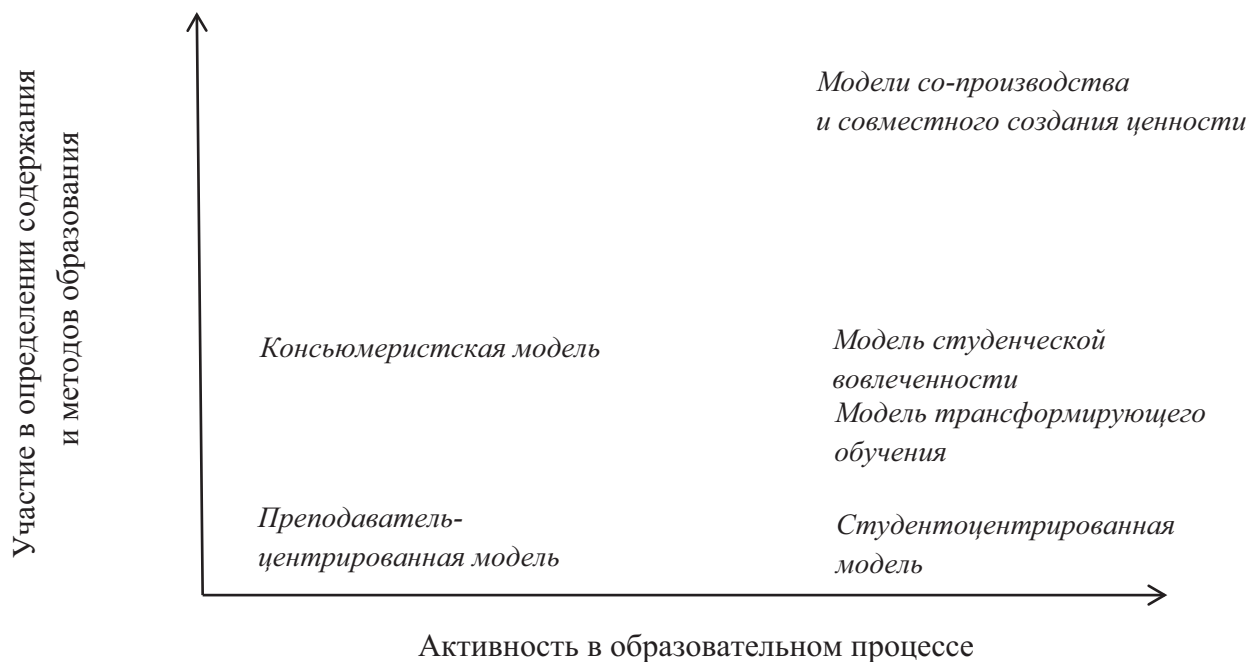 Участие в определении содержания
и методов образования
Модели со-производства
и совместного создания ценности
Консьюмеристская модель
Модель студенческой
вовлеченности
Модель трансформирующего
обучения
Преподаватель-
центрированная модель
Студентоцентрированная
модель
Активность в образовательном процессе